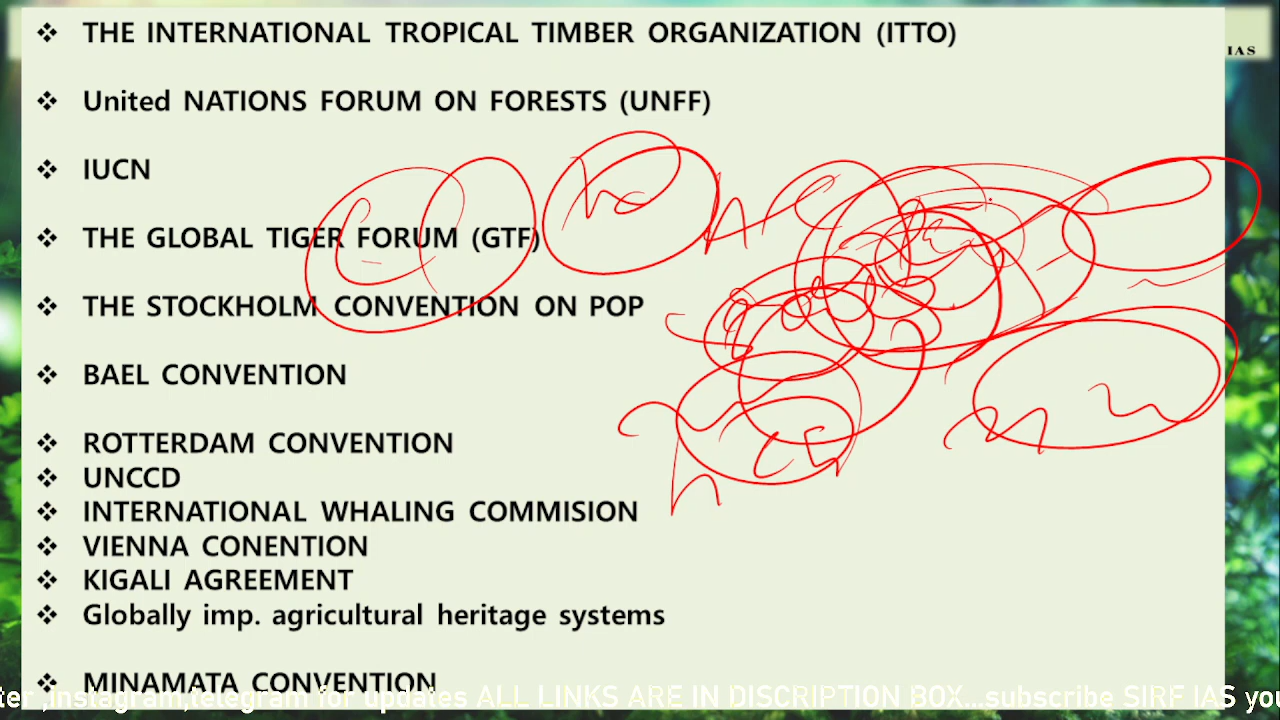 ❖ THE INTERNATIONAL TROPICAL TIMBER ORGANIZATION (ITTO)
IAS
❖ United NATIONS FORUM ON FORESTS (UNFF)
❖ IUCN
❖ THE GLOBAL TIGER FORUM (GTF)
❖ THE STOCKHOLM CONVENTION ON POP
❖ BAEL CONVENTION
❖ ROTTERDAM CONVENTION
❖ UNCCD
❖ INTERNATIONAL WHALING COMMISION
❖ VIENNA CONENTION
❖ KIGALI AGREEMENT
❖ Globally imp. agricultural heritage systems
❖ MINAMATA CONVENTION
,instagram,telegram for updates ALL LINKS ARE IN DISCRIPTION BOX...subscribe SIRF IAS